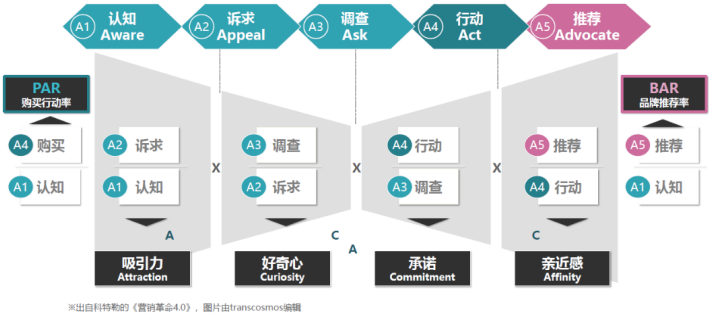 A1 认知 Aware
A2 诉求 Appeal
A3 调查 Ask
A4 行动 Act
A5 推荐 Advocate
PAR
购买行动率
BAR
品牌推荐率
A4 购买
A2 诉求
A3 调查
A4 行动
A5 推荐
A5 推荐
X
X
X
A1 认知
A1 认知
A2 诉求
A3 调查
A4 行动
A1 认知
A
C
A
C
吸引力
Attraction
好奇心
Curiosity
承诺
Commitment
亲近感
Affinity
※出自科特勒的《营销革命4.0》，图片由transcosmos编辑